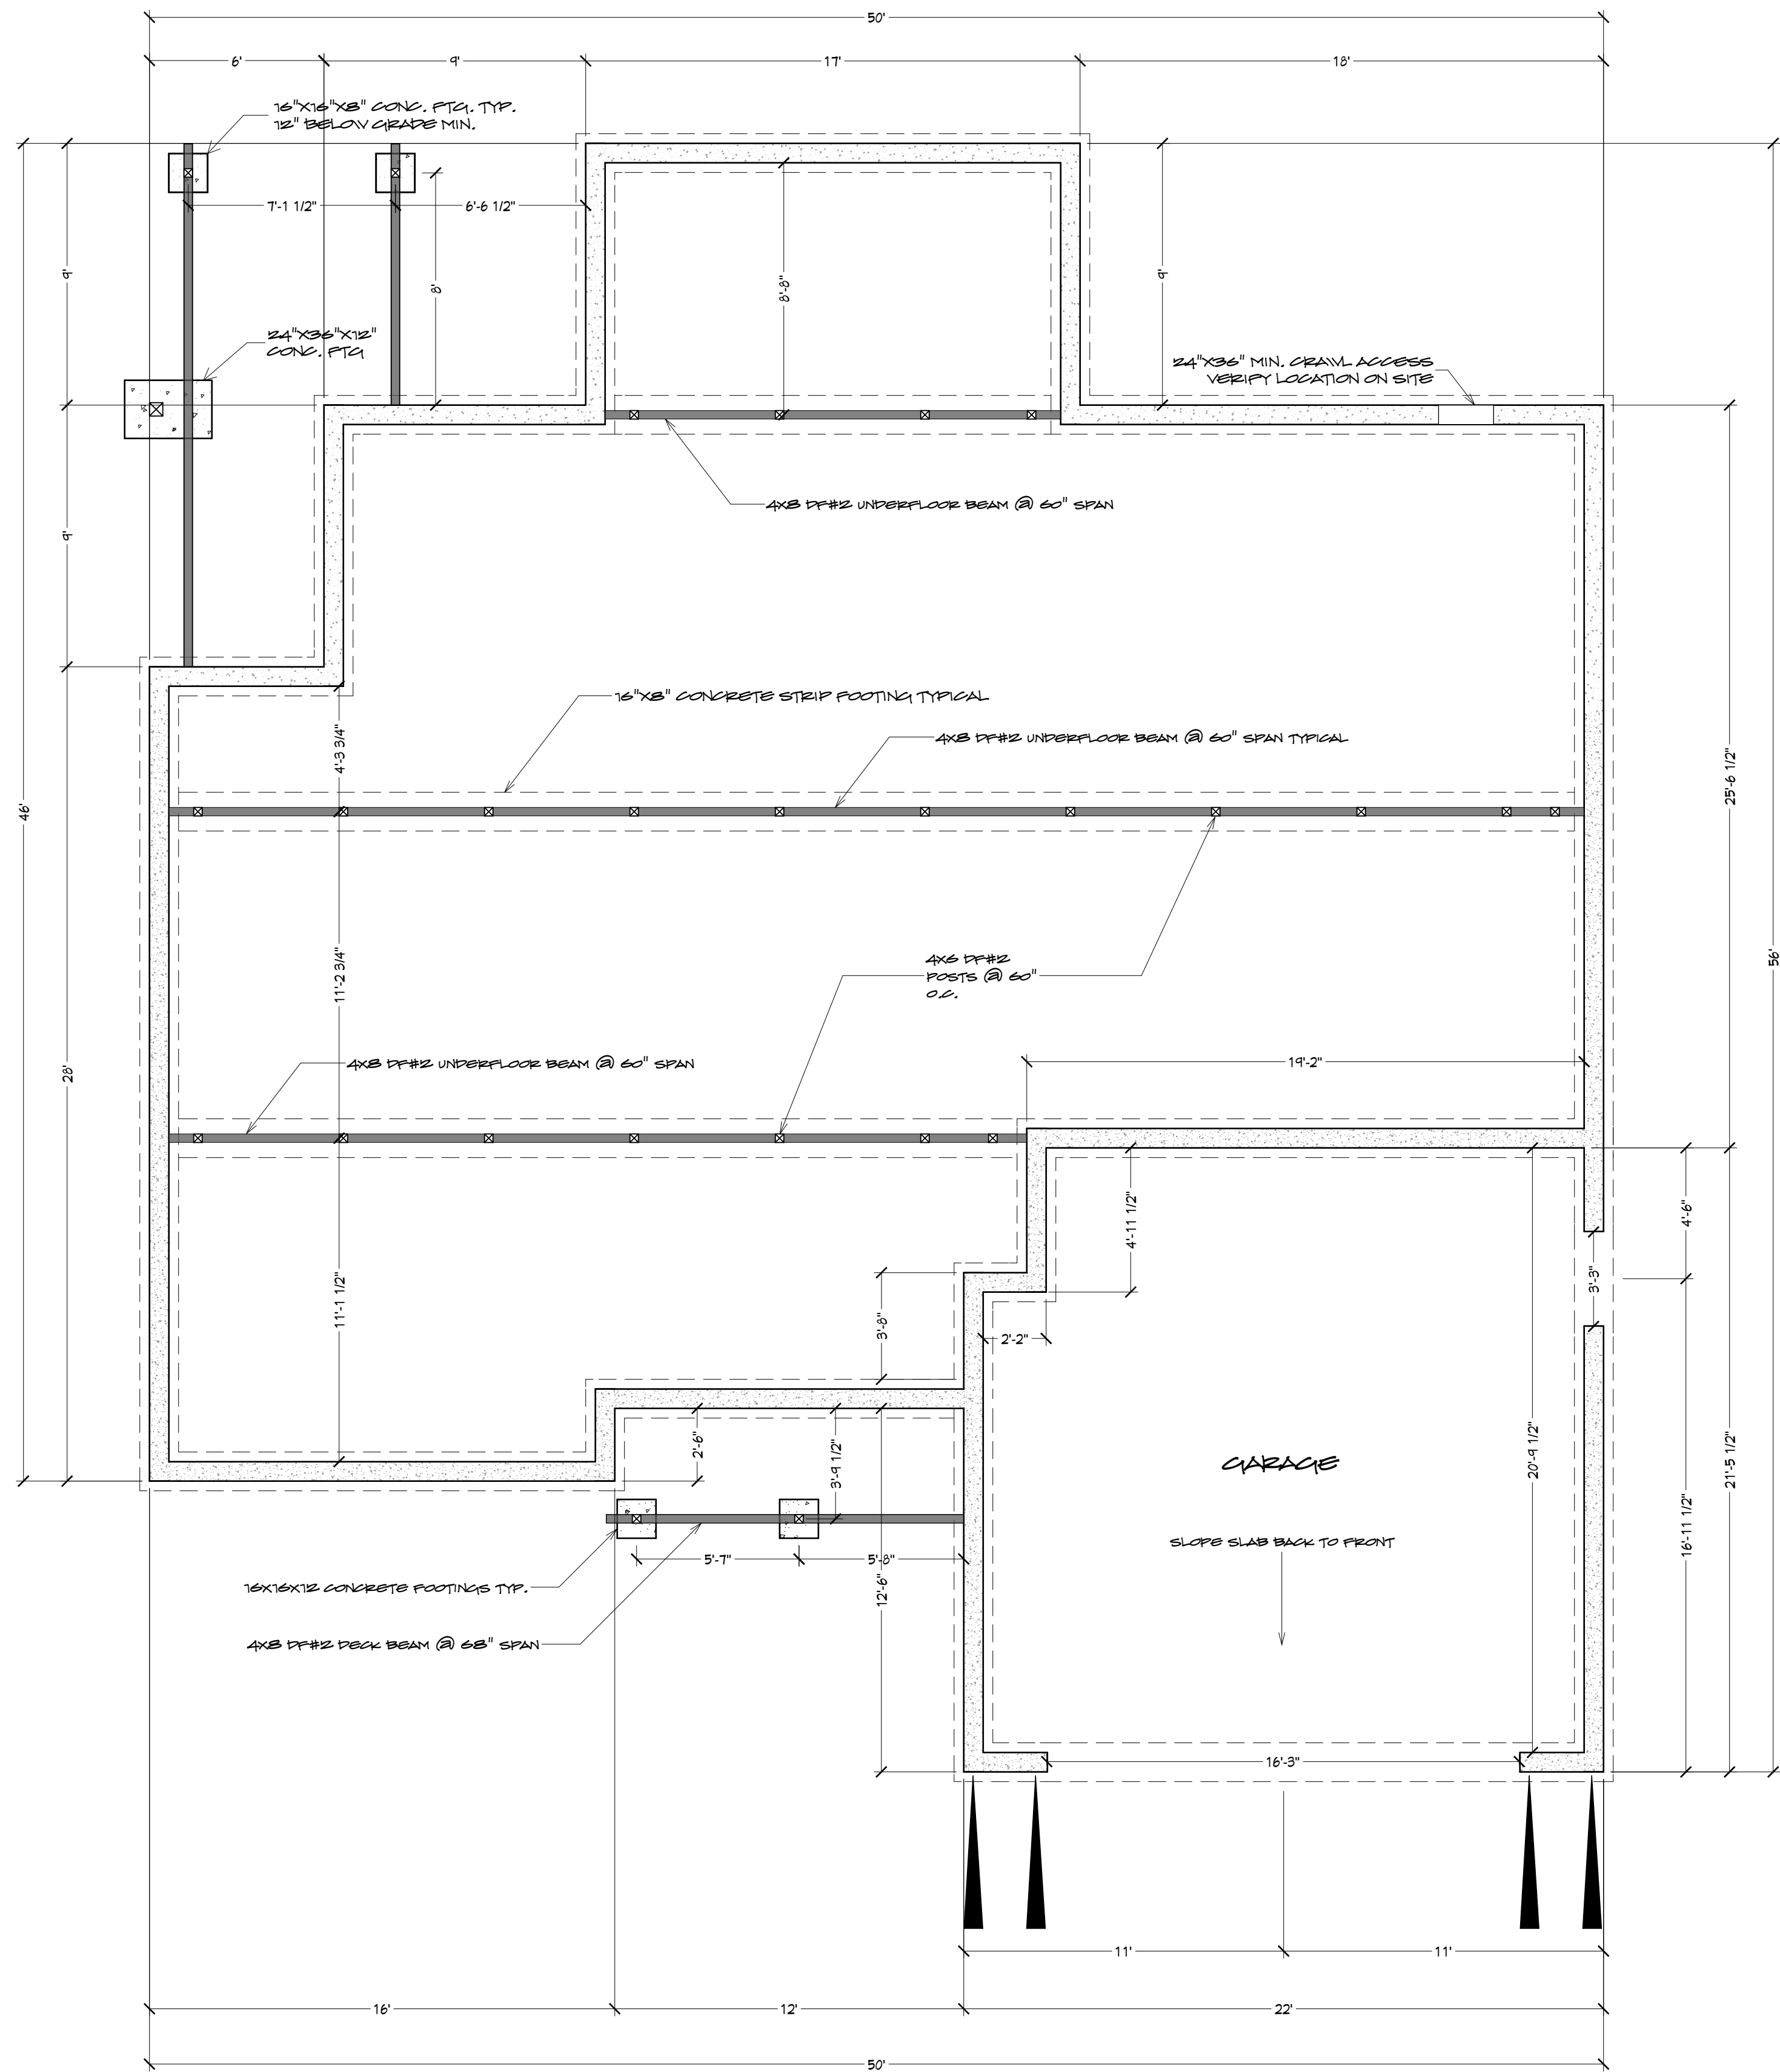 50'
6'
9'
17'
18'
16"X16"X8" CONC. FTG. TYP.
12" BELOW GRADE MIN.
7'-1 1/2"
6'-6 1/2"
9'
8'
8'-8"
9'
24"X36"X12"
CONC. FTG
24"X36" MIN. CRAWL ACCESS
VERIFY LOCATION ON SITE
4X8 DF#2 UNDERFLOOR BEAM @ 60" SPAN
9'
16"X8" CONCRETE STRIP FOOTING TYPICAL
4X8 DF#2 UNDERFLOOR BEAM @ 60" SPAN TYPICAL
4'-3 3/4"
25'-6 1/2"
46'
56'
4X6 DF#2
POSTS @ 60"
O.C.
11'-2 3/4"
28'
4X8 DF#2 UNDERFLOOR BEAM @ 60" SPAN
19'-2"
4'-11 1/2"
4'-6"
3'-3"
11'-1 1/2"
3'-8"
2'-2"
2'-6"
3'-9 1/2"
GARAGE
20'-9 1/2"
21'-5 1/2"
16'-11 1/2"
SLOPE SLAB BACK TO FRONT
5'-7"
5'-8"
12'-6"
16X16X12 CONCRETE FOOTINGS TYP.
4X8 DF#2 DECK BEAM @ 68" SPAN
16'-3"
11'
11'
16'
12'
22'
50'